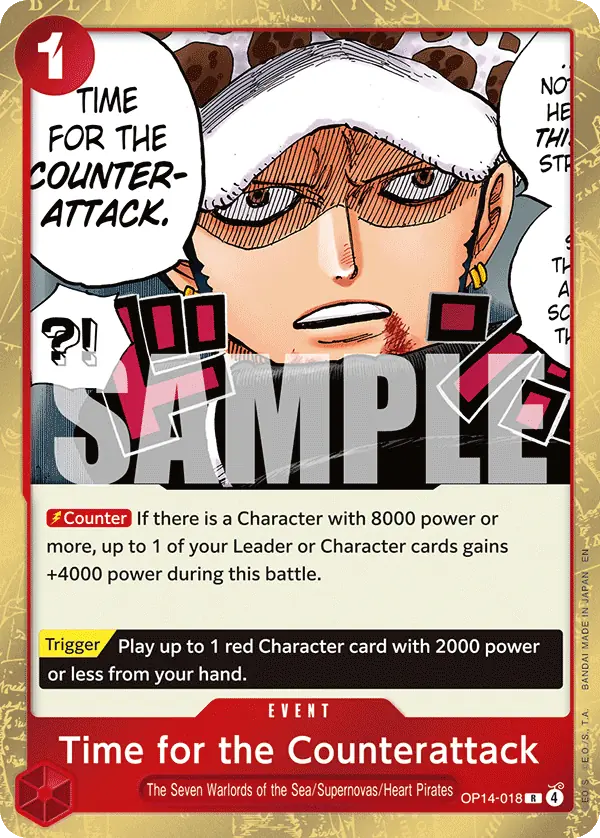 1
TIME
FOR THE
COUNTER-
ATTACK.
?!
SAMPLE
Counter If there is a Character with 8000 power or
more, up to 1 of your Leader or Character cards gains
+4000 power during this battle.
Trigger Play up to 1 red Character card with 2000 power
or less from your hand.
EVENT
Time for the Counterattack
The Seven Warlords of the Sea/Supernovas/Heart Pirates
OP14-018 R 4
BANDAI MADE IN JAPAN EN